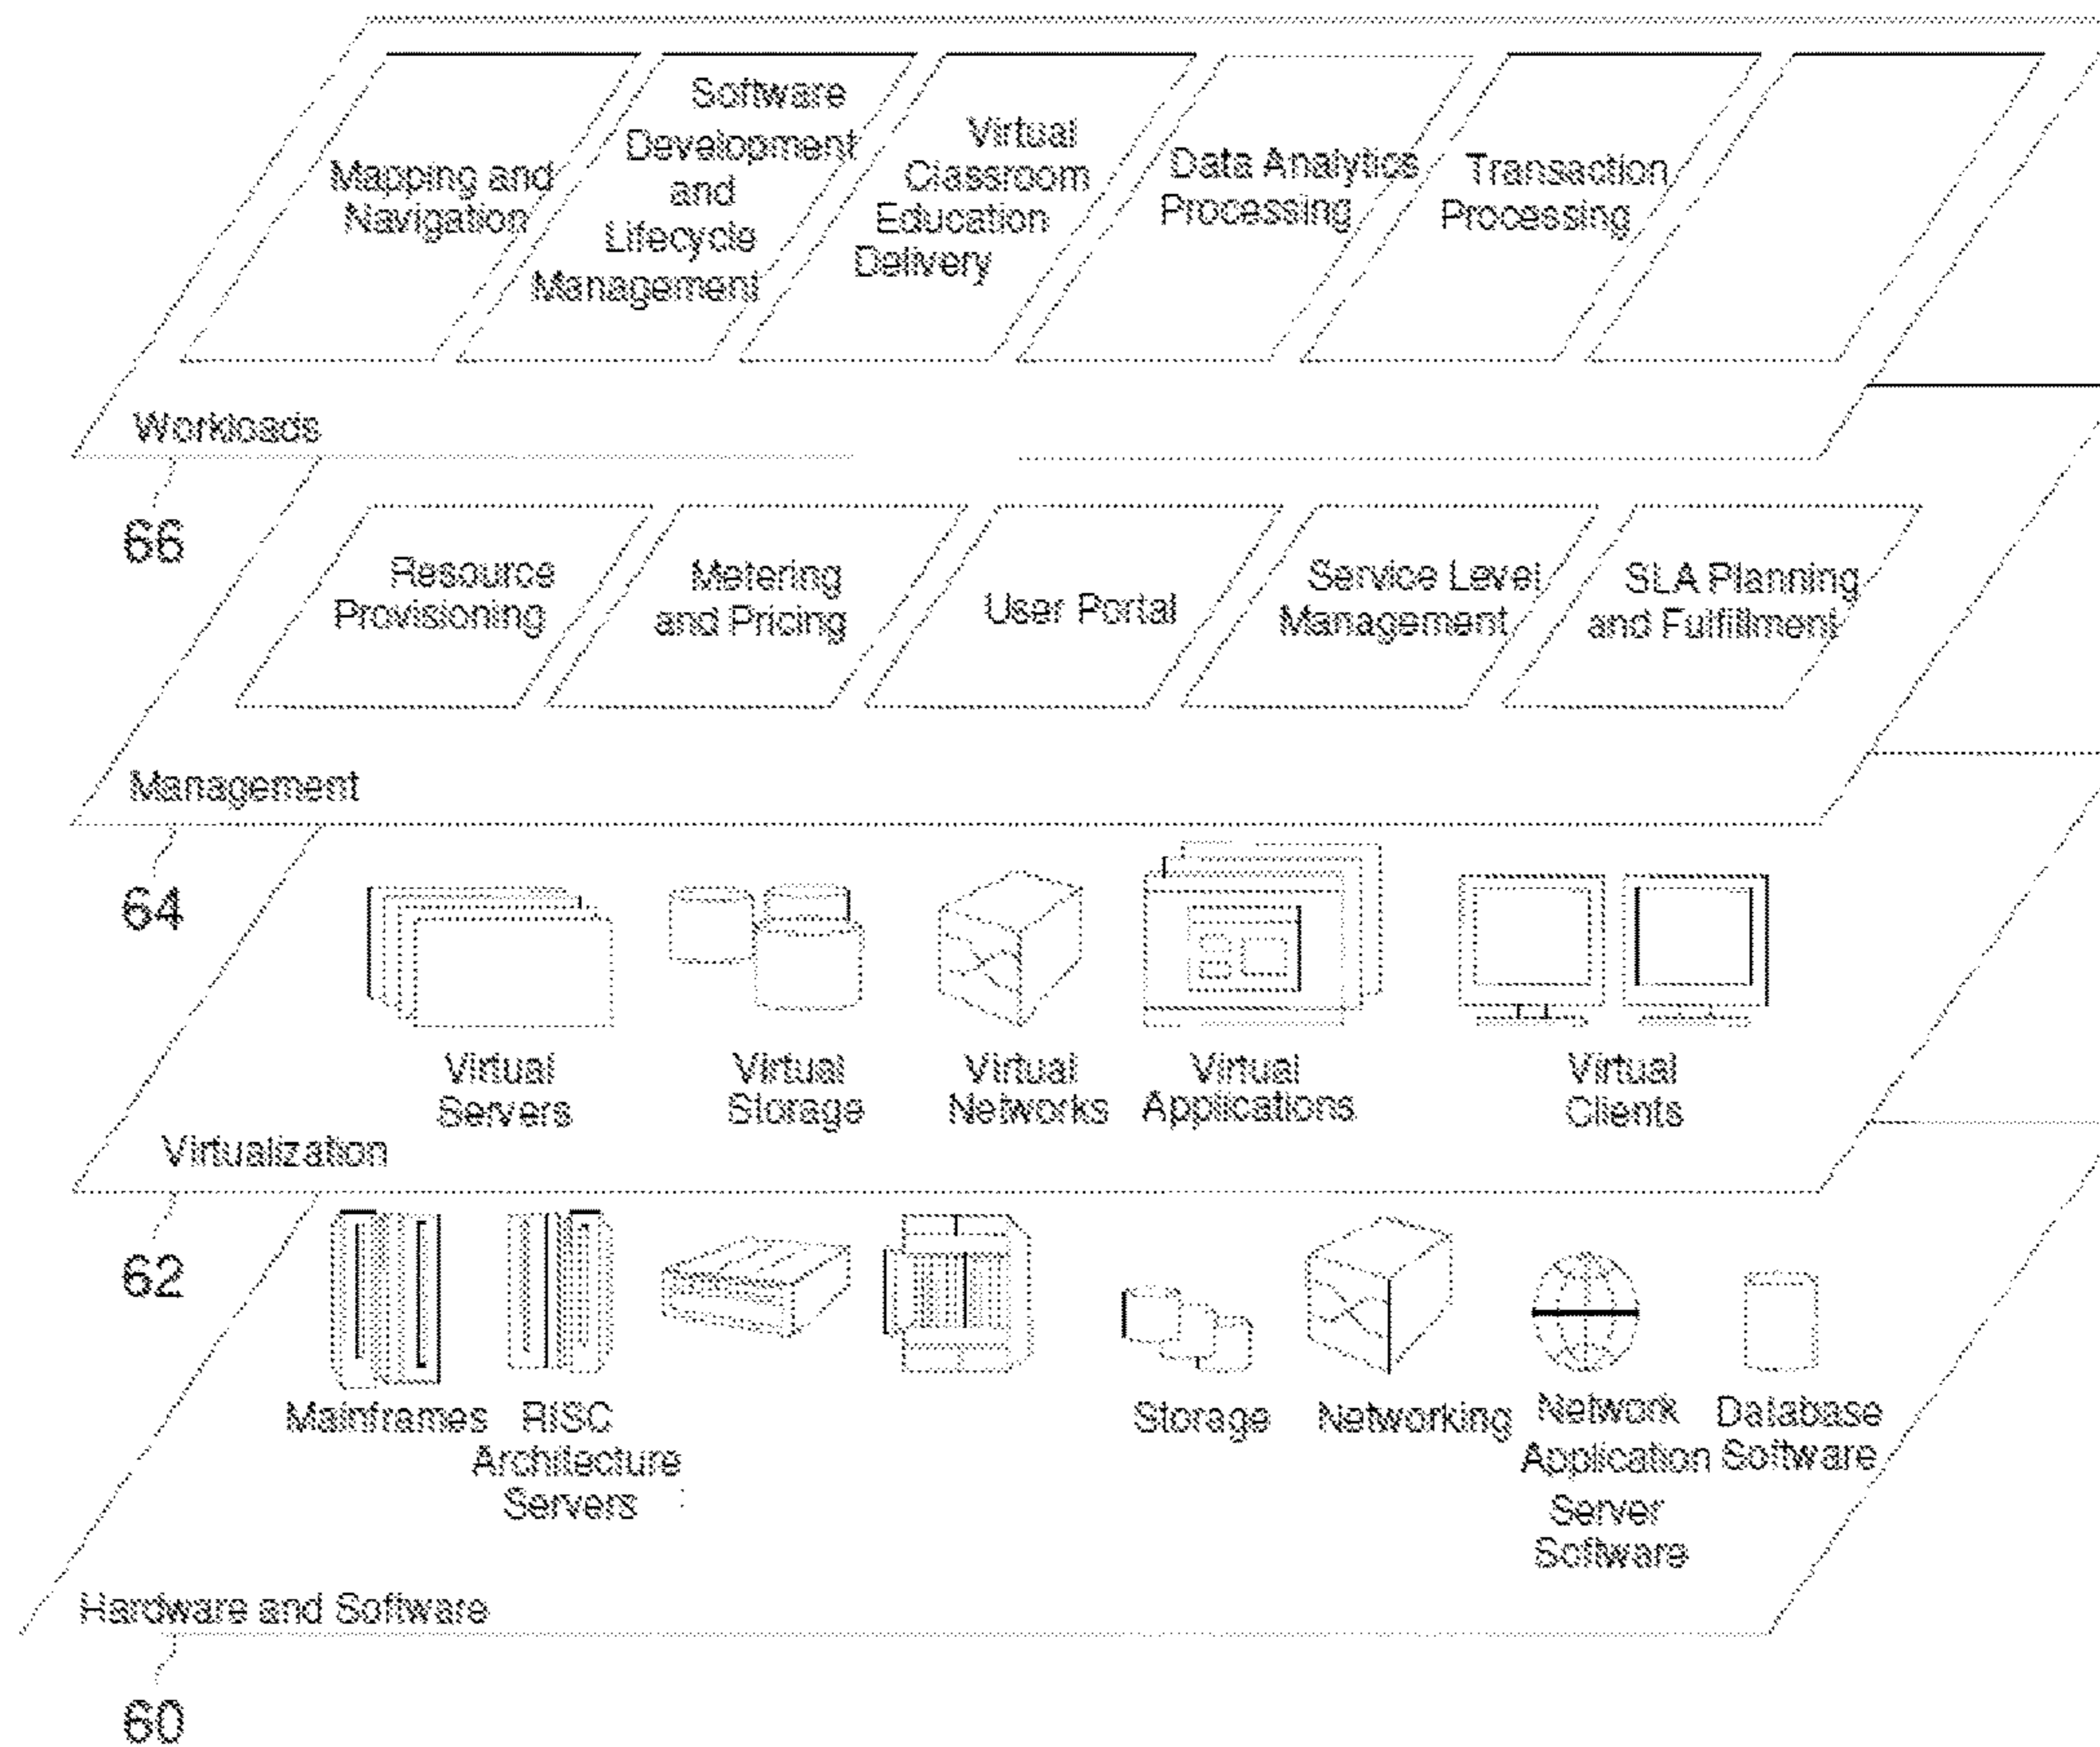 Mapping and
Navigation
Software
Development
and
Lifecycle
Management
Virtual
Classroom
Education
Delivery
Data Analytics
Processing
Transaction
Processing
Workloads
66
Resource
Provisioning
Metering
and Pricing
User Portal
Service Level
Management
SLA Planning
and Fulfillment
Management
64
Virtual
Servers
Virtual
Storage
Virtual
Networks
Virtual
Applications
Virtual
Clients
Virtualization
62
Mainframes
RISC
Architecture
Servers
Storage
Networking
Network
Application
Server
Software
Database
Software
Hardware and Software
60